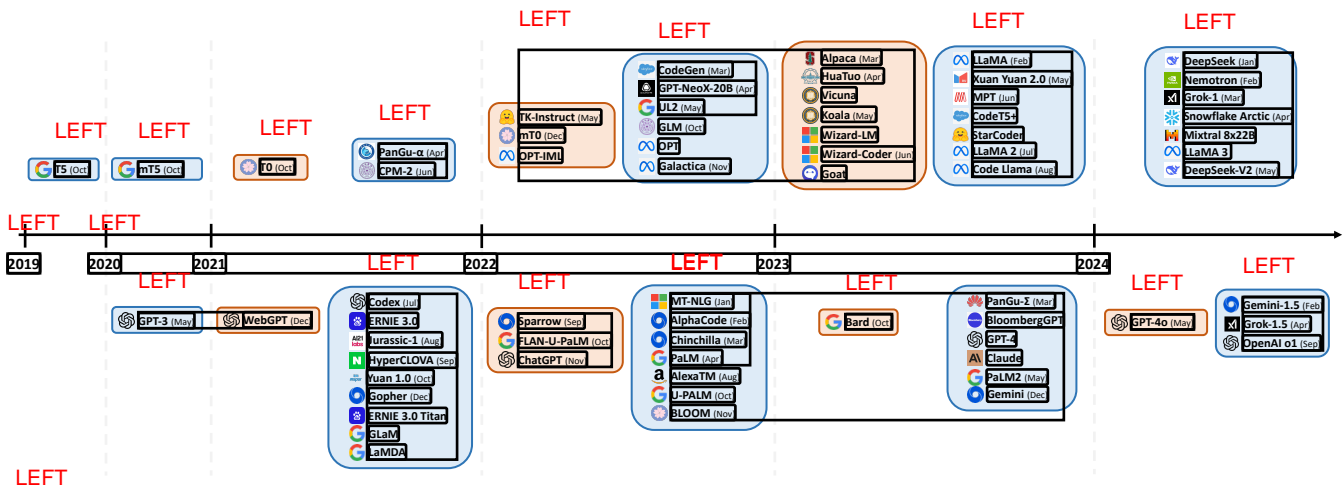 LEFT
LEFT
LEFT
LEFT
LEFT
LEFT
LEFT
T5 (Oct)
mT5 (Oct)
T0 (Oct)
PanGu-α (Apr)
CPM-2 (Jun)
TK-Instruct (May)
mT0 (Dec)
OPT-IML
CodeGen (Mar)
GPT-NeoX-20B (Apr)
UL2 (May)
GLM (Oct)
OPT
Galactica (Nov)
Alpaca (Mar)
HuaTuo (Apr)
Vicuna
Koala (May)
Wizard-LM
Wizard-Coder (Jun)
Goat
LLaMA (Feb)
Xuan Yuan 2.0 (May)
MPT (Jun)
CodeT5+
StarCoder
LLaMA 2 (Jul)
Code Llama (Aug)
DeepSeek (Jan)
Nemotron (Feb)
Grok-1 (Mar)
Snowflake Arctic (Apr)
Mixtral 8x22B
LLaMA 3
DeepSeek-V2 (May)
LEFT
LEFT
2019
2020
2021
2022
2023
2024
LEFT
LEFT
LEFT
LEFT
LEFT
LEFT
LEFT
LEFT
GPT-3 (May)
WebGPT (Dec)
Codex (Jul)
ERNIE 3.0
AI21 labs
Jurassic-1 (Aug)
HyperCLOVA (Sep)
Yuan 1.0 (Oct)
Gopher (Dec)
ERNIE 3.0 Titan
GLaM
LaMDA
Sparrow (Sep)
FLAN-U-PaLM (Oct)
ChatGPT (Nov)
MT-NLG (Jan)
AlphaCode (Feb)
Chinchilla (Mar)
PaLM (Apr)
AlexaTM (Aug)
U-PALM (Oct)
BLOOM (Nov)
Bard (Oct)
PanGu-Σ (Mar)
BloombergGPT
GPT-4
Claude
PaLM2 (May)
Gemini (Dec)
GPT-4o (May)
Gemini-1.5 (Feb)
Grok-1.5 (Apr)
OpenAI o1 (Sep)
LEFT